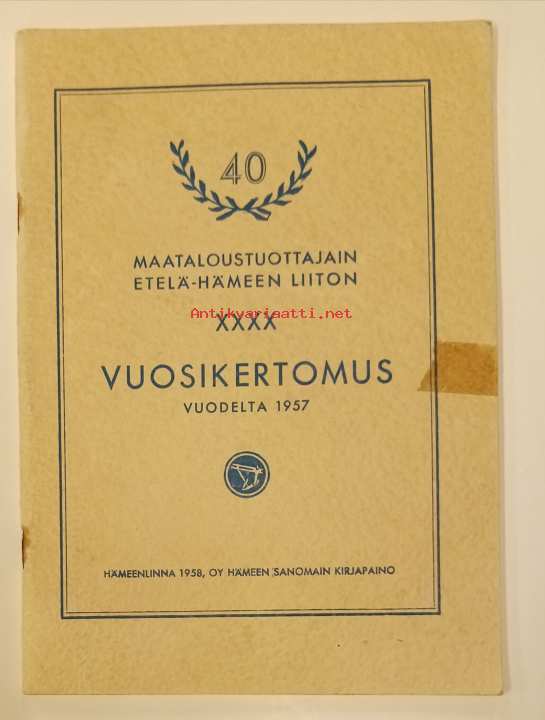 40
MAATALOUSTUOTTAJAIN
ETELÄ-HÄMEEN LIITON
Antikvariaatti.net
XXXX
VUOSIKERTOMUS
VUODELTA 1957
HÄMEENLINNA 1958, OY HÄMEEN SANOMAIN KIRJAPAINO